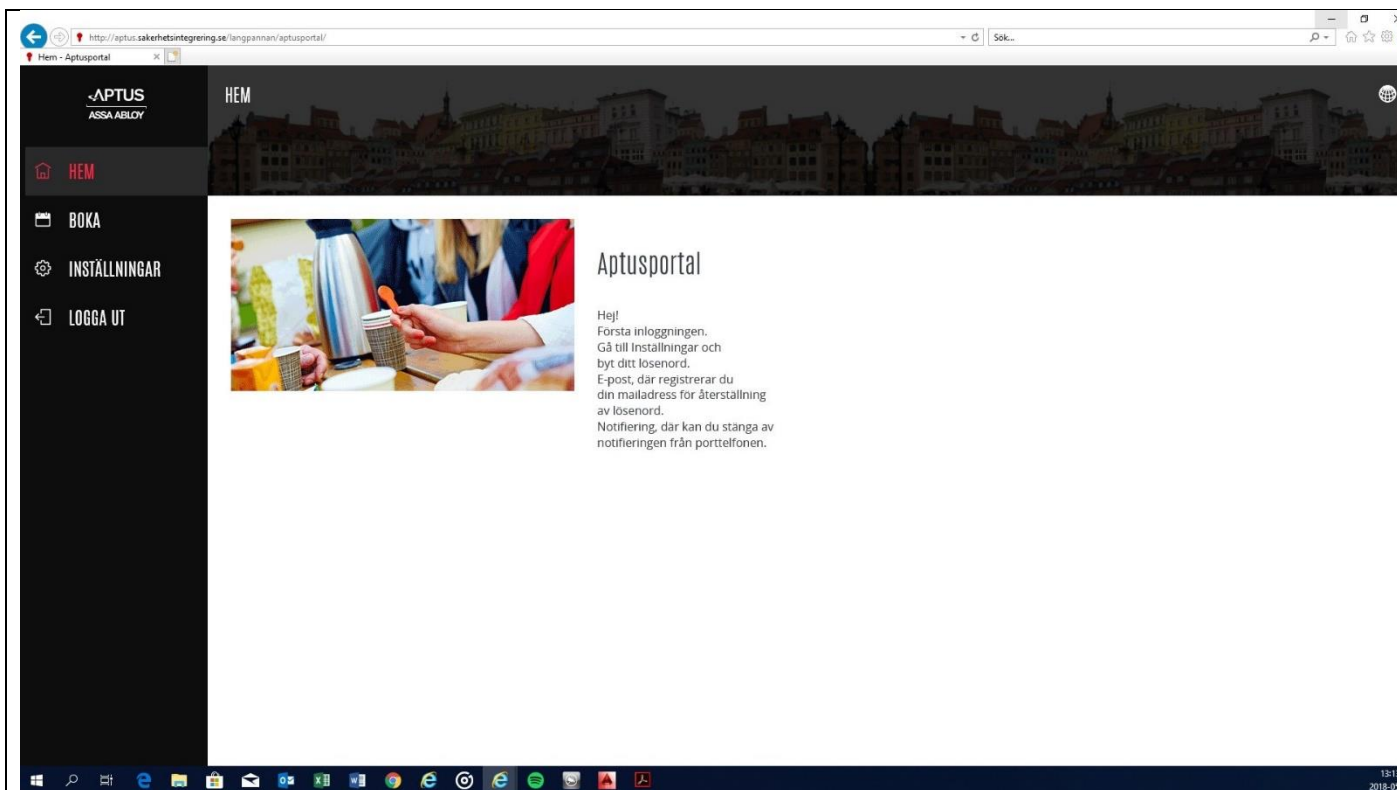 http://aptus.sakerhetsintegrering.se/langpannan/aptusportal/
Sök...
Hem - Aptusportal
APTUS
ASSA ABLOY
HEM
HEM
BOKA
INSTÄLLNINGAR
LOGGA UT
Aptusportal
Hej!
Första inloggningen.
Gå till Inställningar och
byt ditt lösenord.
E-post, där registrerar du
din mailadress för återställning
av lösenord.
Notifiering, där kan du stänga av
notifieringen från porttelfonen.